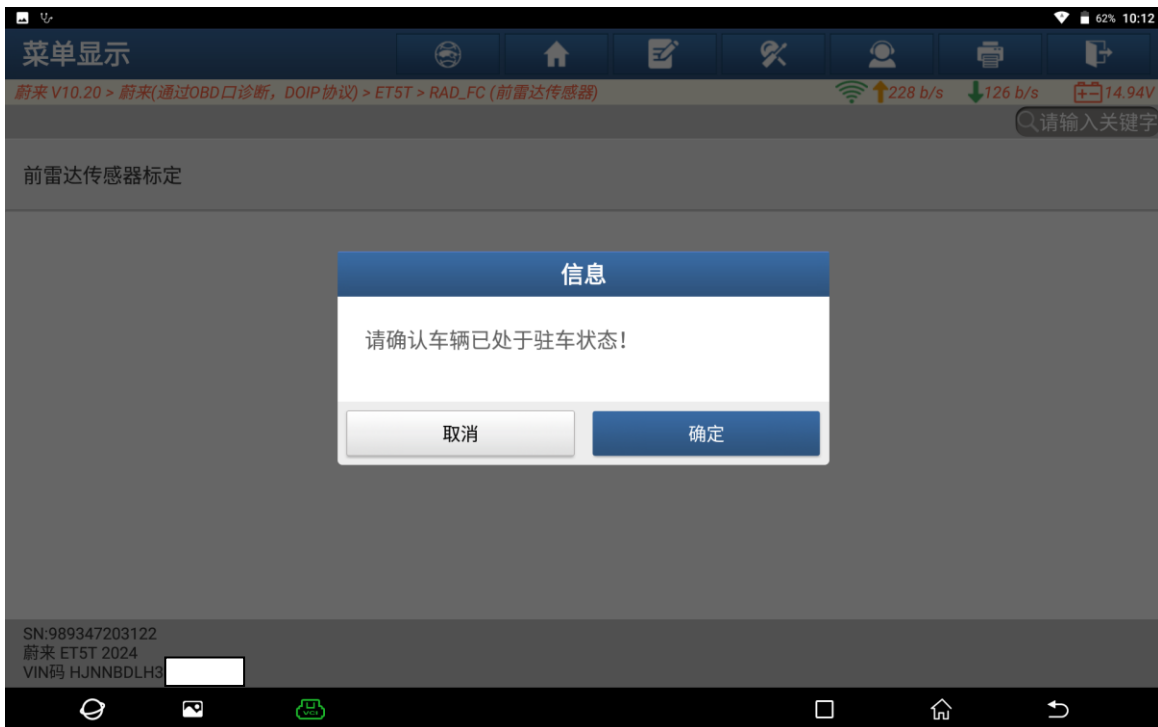 62% 10:12
菜单显示
蔚来 V10.20 > 蔚来(通过OBD口诊断，DOIP协议) > ET5T > RAD_FC (前雷达传感器)
228 b/s 126 b/s 14.94V
请输入关键字
前雷达传感器标定
信息
请确认车辆已处于驻车状态！
取消 确定
SN:989347203122
蔚来 ET5T 2024
VIN码 HJNNBDLH3
VCI